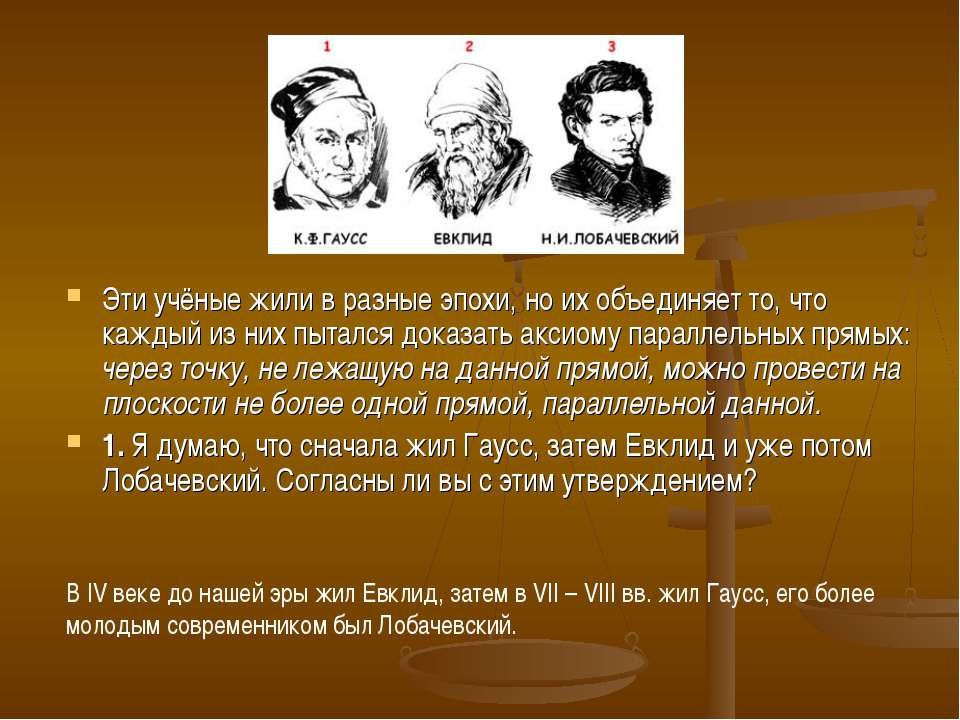 1 2 3
К.Ф.ГАУСС ЕВКЛИД Н.И.ЛОБАЧЕВСКИЙ
Эти учёные жили в разные эпохи, но их объединяет то, что
каждый из них пытался доказать аксиому параллельных прямых:
через точку, не лежащую на данной прямой, можно провести на
плоскости не более одной прямой, параллельной данной.
1. Я думаю, что сначала жил Гаусс, затем Евклид и уже потом
Лобачевский. Согласны ли вы с этим утверждением?
В IV веке до нашей эры жил Евклид, затем в VII – VIII вв. жил Гаусс, его более
молодым современником был Лобачевский.